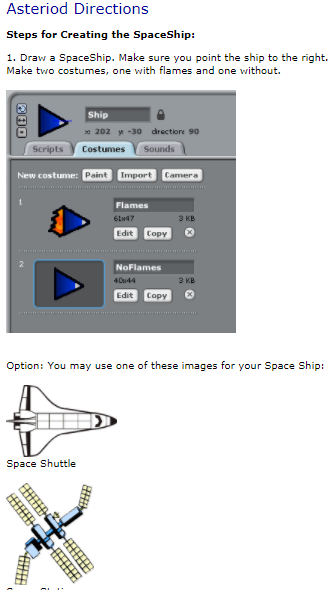 Asteriod Directions
Steps for Creating the SpaceShip:
1. Draw a SpaceShip. Make sure you point the ship to the right.
Make two costumes, one with flames and one without.
Ship
x: 202 y: -30 direction: 90
Scripts Costumes Sounds
New costume: Paint Import Camera
1
Flames
61x47 3 KB
Edit Copy
2
NoFlames
40x44 3 KB
Edit Copy
Option: You may use one of these images for your Space Ship:
Space Shuttle